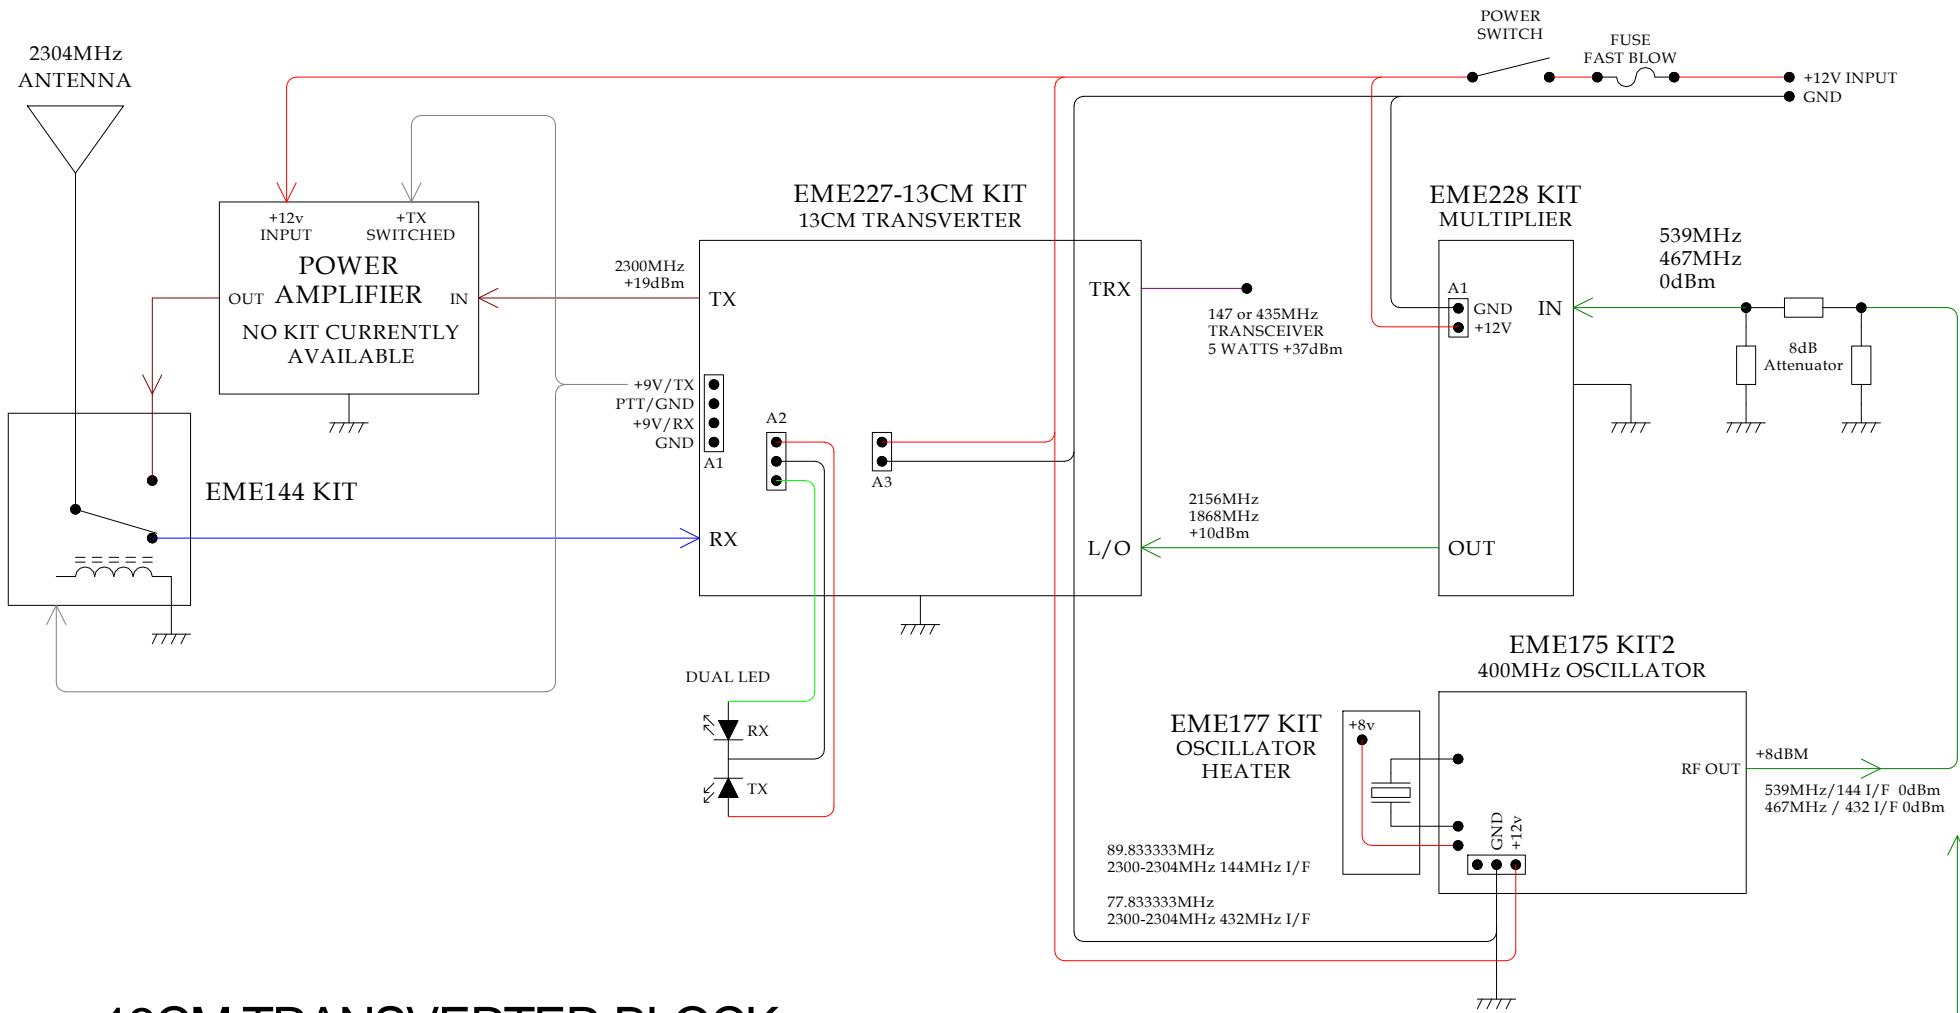 POWER
SWITCH
FUSE
FAST BLOW
+12V INPUT
GND
2304MHz
ANTENNA
+12v
INPUT
+TX
SWITCHED
POWER
AMPLIFIER
OUT
IN
NO KIT CURRENTLY
AVAILABLE
2300MHz
+19dBm
EME227-13CM KIT
13CM TRANSVERTER
TX
TRX
147 or 435MHz
TRANSCEIVER
5 WATTS +37dBm
EME228 KIT
MULTIPLIER
A1
GND
+12V
IN
539MHz
467MHz
0dBm
8dB
Attenuator
+9V/TX
PTT/GND
+9V/RX
GND
A1
A2
A3
EME144 KIT
RX
L/O
2156MHz
1868MHz
+10dBm
OUT
DUAL LED
RX
TX
EME175 KIT2
400MHz OSCILLATOR
EME177 KIT
OSCILLATOR
HEATER
+8v
GND
+12v
RF OUT
+8dBM
539MHz/144 I/F 0dBm
467MHz / 432 I/F 0dBm
89.833333MHz
2300-2304MHz 144MHz I/F
77.833333MHz
2300-2304MHz 432MHz I/F
13CM TRANSVERTER BLOCK